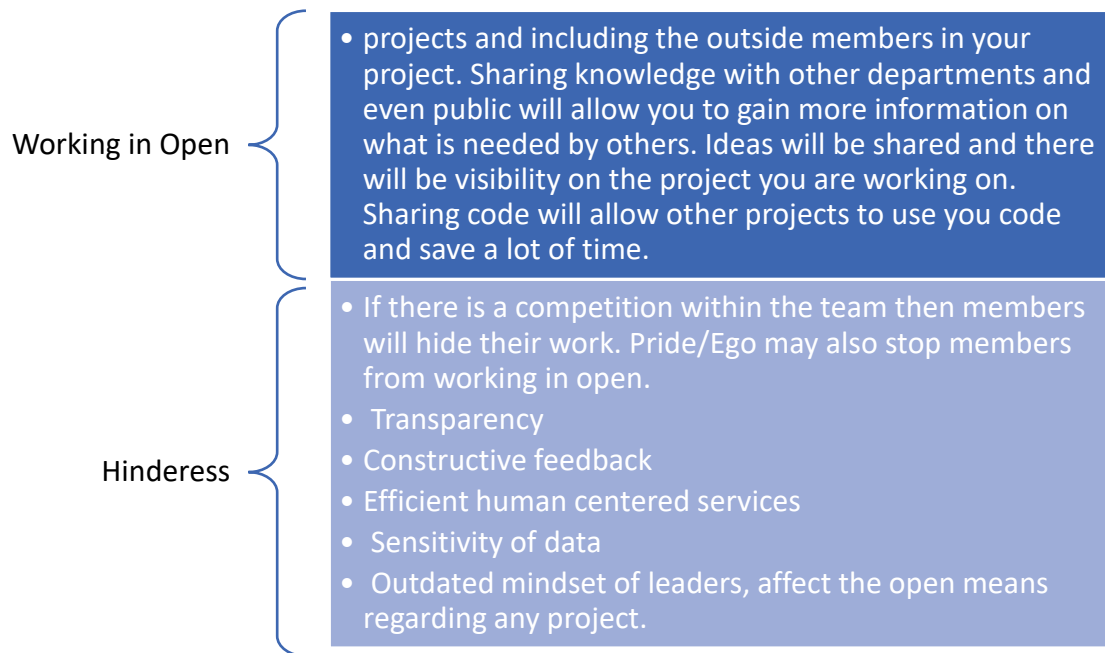 Working in Open
• projects and including the outside members in your
project. Sharing knowledge with other departments and
even public will allow you to gain more information on
what is needed by others. Ideas will be shared and there
will be visibility on the project you are working on.
Sharing code will allow other projects to use you code
and save a lot of time.
Hinderess
• If there is a competition within the team then members
will hide their work. Pride/Ego may also stop members
from working in open.
• Transparency
• Constructive feedback
• Efficient human centered services
• Sensitivity of data
• Outdated mindset of leaders, affect the open means
regarding any project.